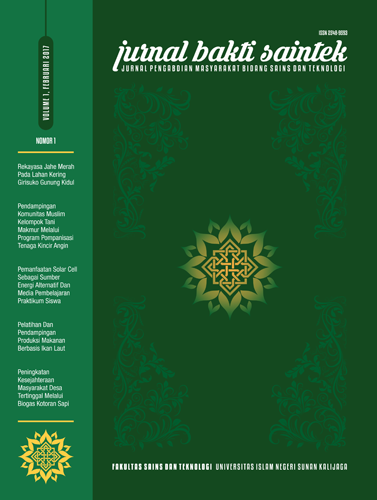 ISSN 2548-9593
jurnal bakti saintek
JURNAL PENGABDIAN MASYARAKAT BIDANG SAINS DAN TEKNOLOGI
VOLUME 1, FEBRUARI 2017
NOMOR 1
Rekayasa Jahe Merah
Pada Lahan Kering
Girisuko Gunung Kidul
Pendampingan
Komunitas Muslim
Kelompok Tani
Makmur Melalui
Program Pompanisasi
Tenaga Kincir Angin
Pemanfaatan Solar Cell
Sebagai Sumber
Energi Alternatif Dan
Media Pembelajaran
Praktikum Siswa
Pelatihan Dan
Pendampingan
Produksi Makanan
Berbasis Ikan Laut
Peningkatan
Kesejahteraan
Masyarakat Desa
Tertinggal Melalui
Biogas Kotoran Sapi
FAKULTAS SAINS DAN TEKNOLOGI UNIVERSITAS ISLAM NEGERI SUNAN KALIJAGA